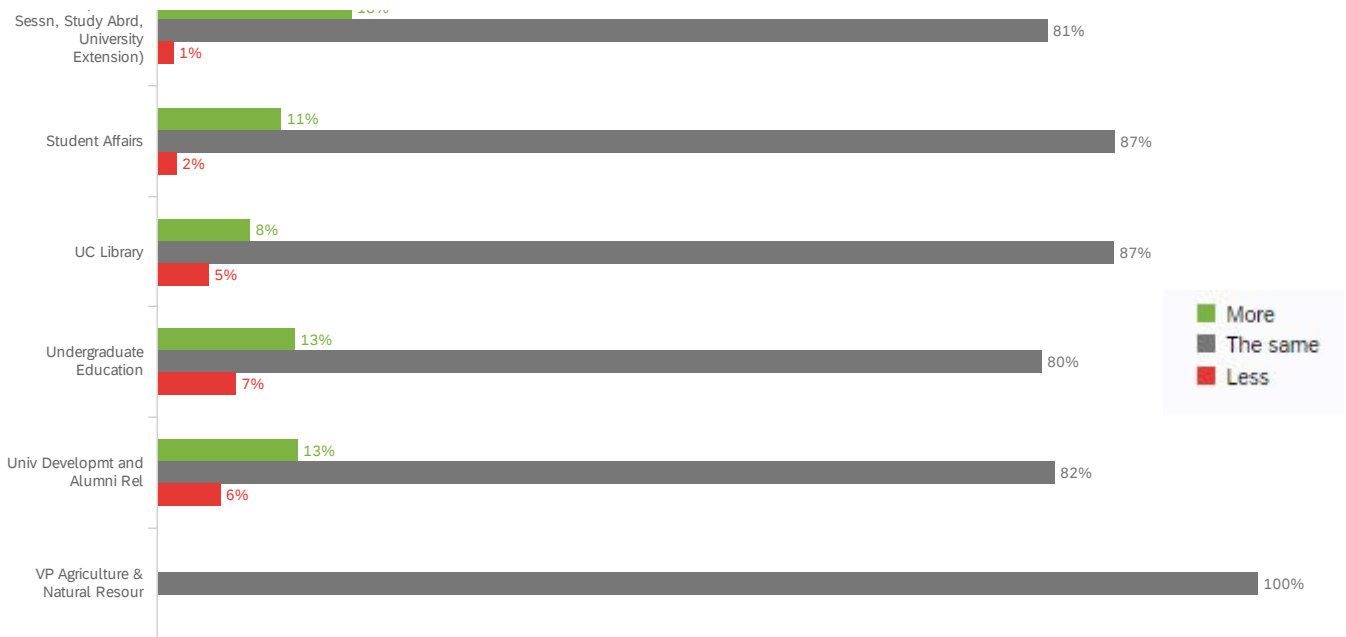 Sessn, Study Abrd,
University
Extension)
81%
1%
Student Affairs
11%
87%
2%
UC Library
8%
87%
5%
Undergraduate
Education
13%
80%
7%
Univ Developmt and
Alumni Rel
13%
82%
6%
VP Agriculture &
Natural Resour
100%
More
The same
Less